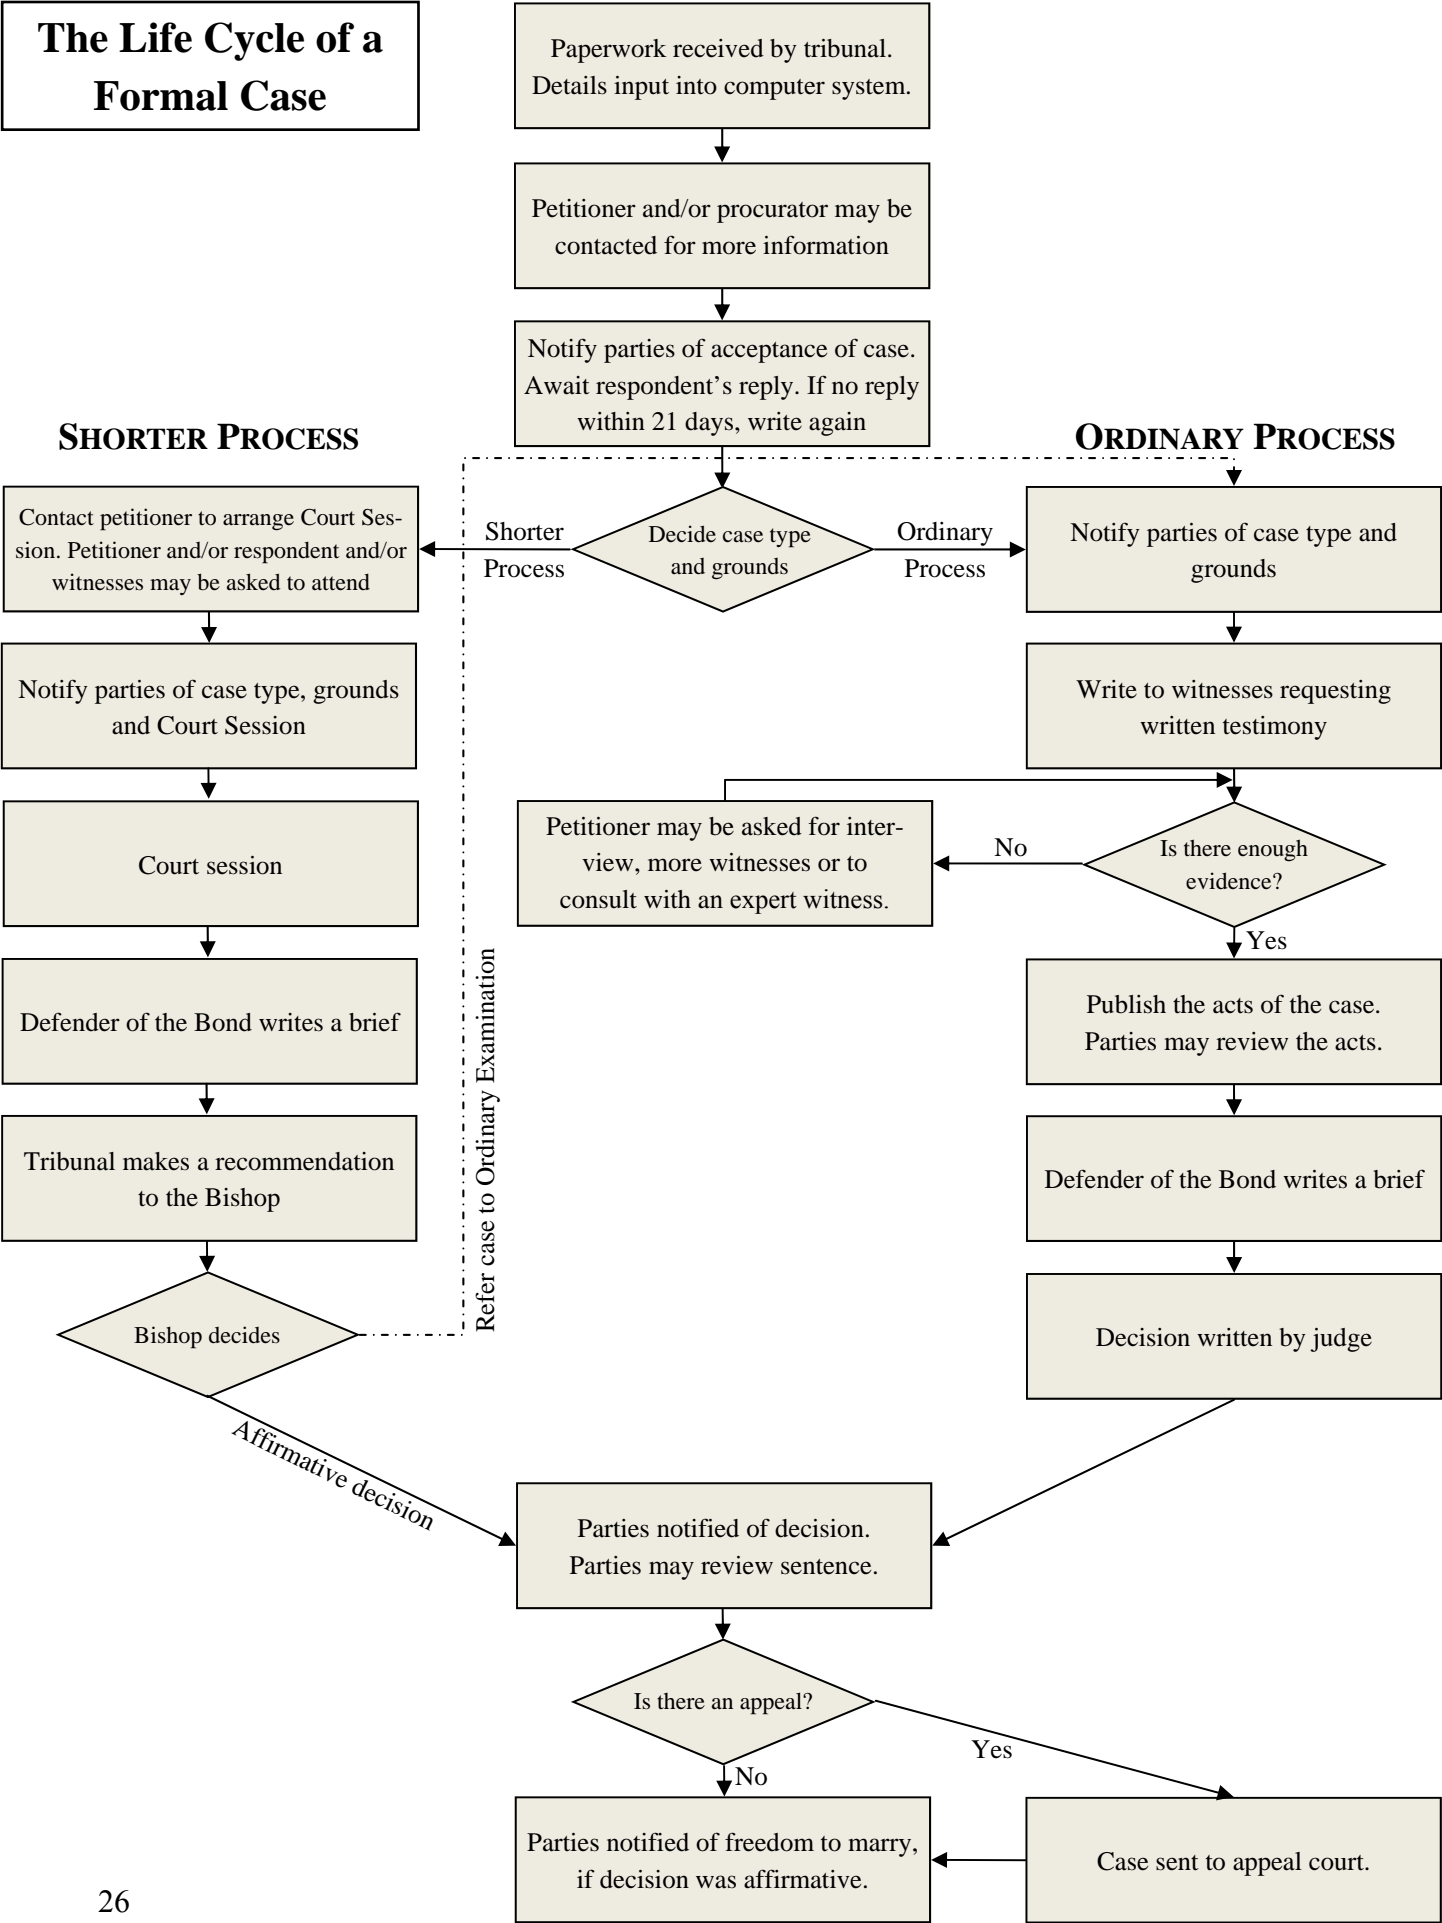 The Life Cycle of a
Formal Case
Paperwork received by tribunal.
Details input into computer system.
Petitioner and/or procurator may be
contacted for more information
Notify parties of acceptance of case.
Await respondent’s reply. If no reply
within 21 days, write again
SHORTER PROCESS
ORDINARY PROCESS
Decide case type
and grounds
Shorter
Process
Ordinary
Process
Contact petitioner to arrange Court Ses-
sion. Petitioner and/or respondent and/or
witnesses may be asked to attend
Notify parties of case type, grounds
and Court Session
Court session
Defender of the Bond writes a brief
Tribunal makes a recommendation
to the Bishop
Bishop decides
Refer case to Ordinary Examination
Affirmative decision
Notify parties of case type and
grounds
Write to witnesses requesting
written testimony
Is there enough
evidence?
No
Petitioner may be asked for inter-
view, more witnesses or to
consult with an expert witness.
Yes
Publish the acts of the case.
Parties may review the acts.
Defender of the Bond writes a brief
Decision written by judge
Parties notified of decision.
Parties may review sentence.
Is there an appeal?
Yes
No
Parties notified of freedom to marry,
if decision was affirmative.
Case sent to appeal court.
26